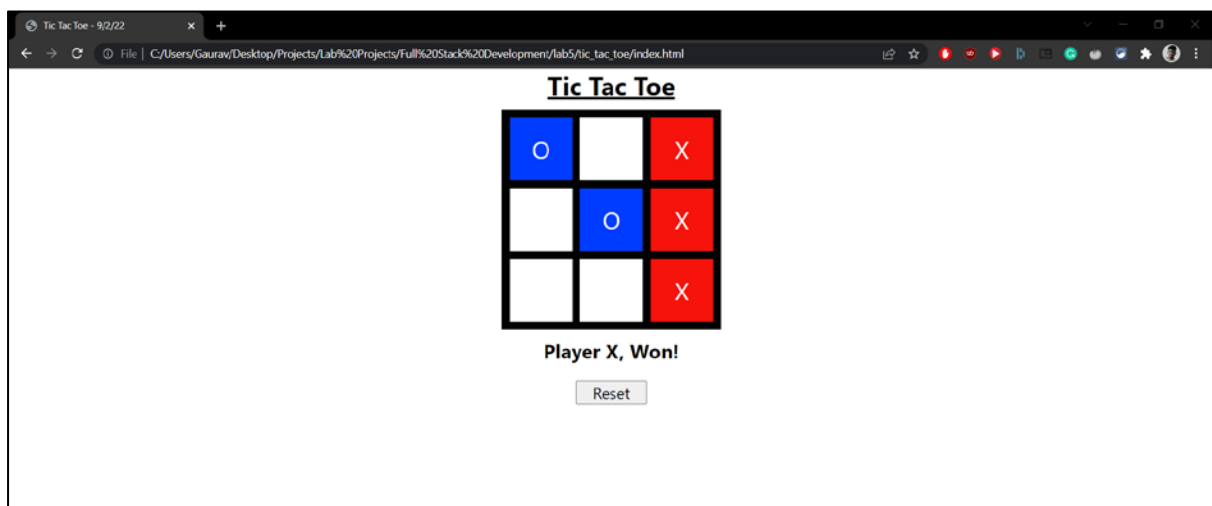 Tic Tac Toe - 9/2/22
File | C:/Users/Gaurav/Desktop/Projects/Lab%20Projects/Full%20Stack%20Development/lab5/tic_tac_toe/index.html
Tic Tac Toe
O X
O X
X
Player X, Won!
Reset